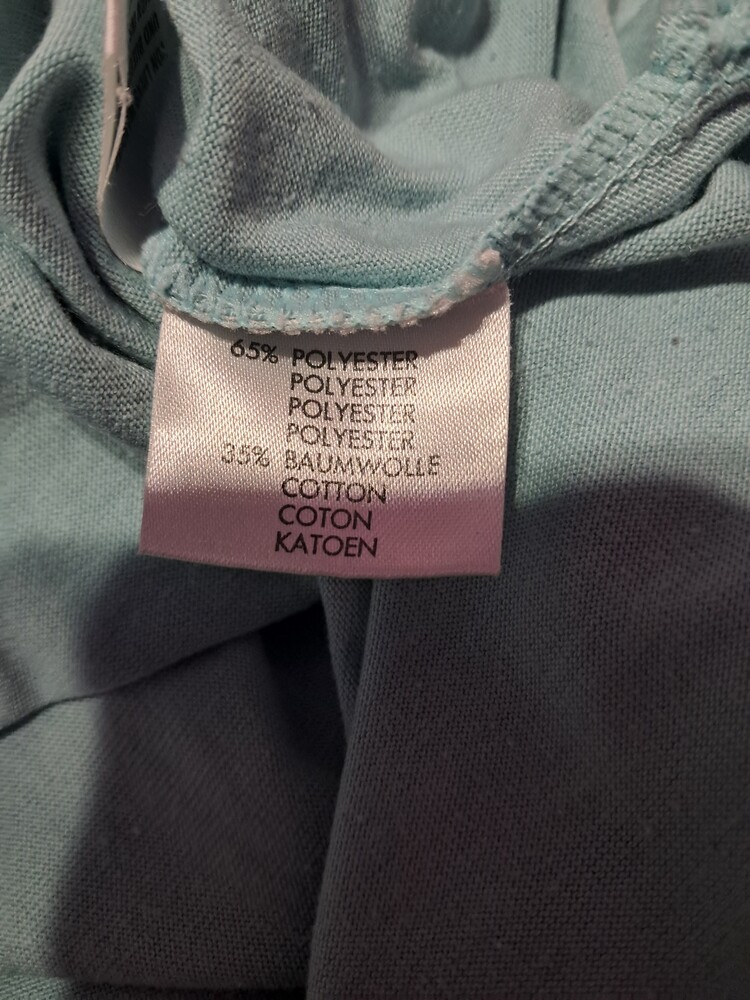 65% POLYESTER
POLYESTER
POLYESTER
POLYESTER
35% BAUMWOLLE
COTTON
COTON
KATOEN